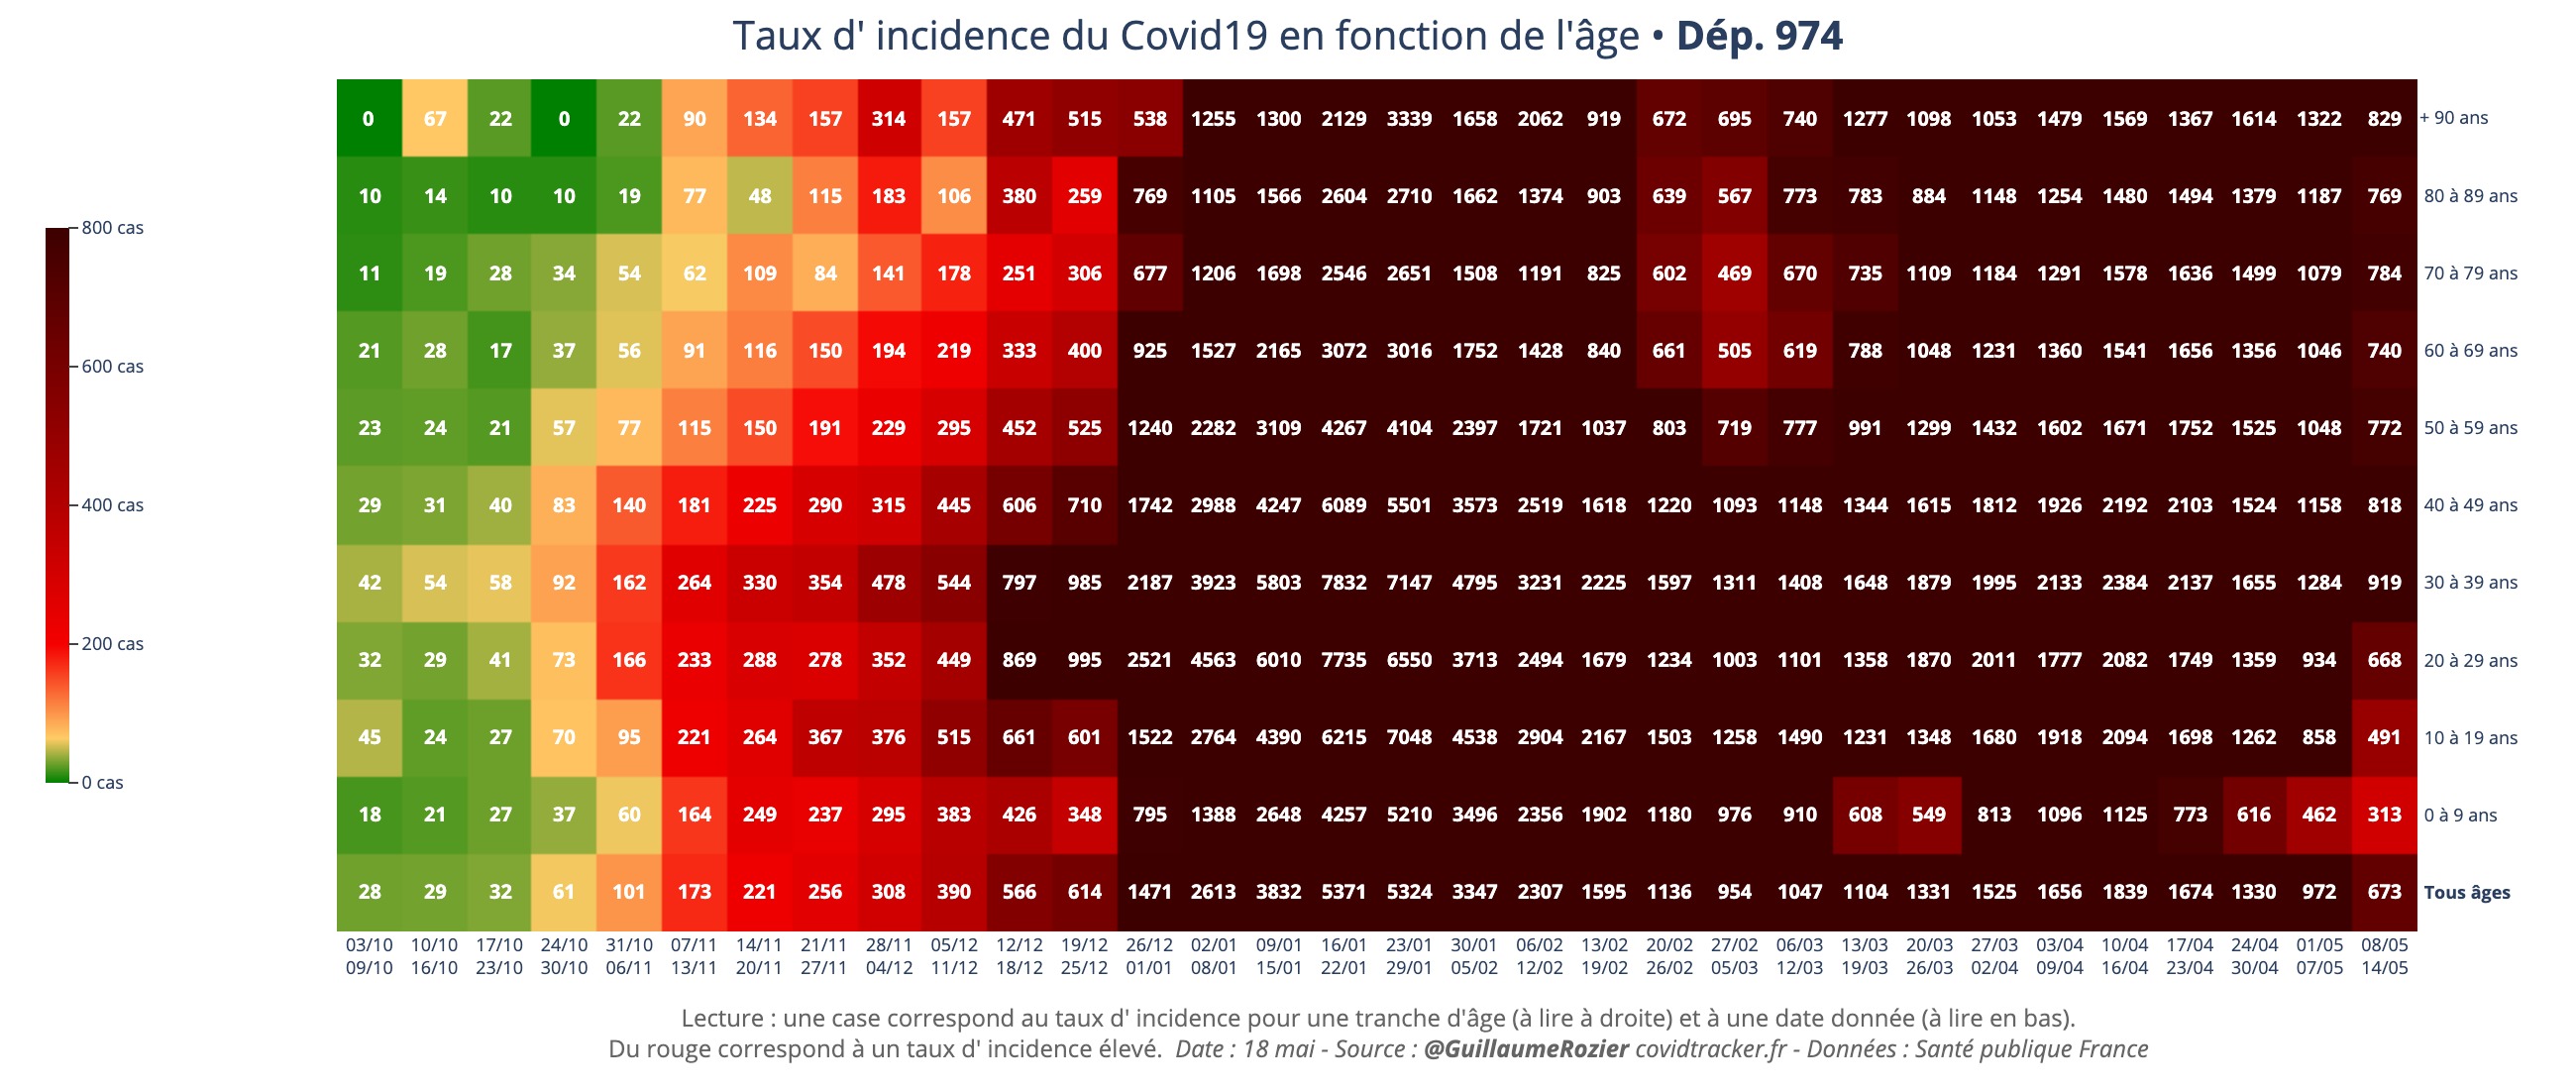 Taux d' incidence du Covid19 en fonction de l'âge • Dép. 974
0 67 22 0 22 90 134 157 314 157 471 515 538 1255 1300 2129 3339 1658 2062 919 672 695 740 1277 1098 1053 1479 1569 1367 1614 1322 829 + 90 ans
10 14 10 10 19 77 48 115 183 106 380 259 769 1105 1566 2604 2710 1662 1374 903 639 567 773 783 884 1148 1254 1480 1494 1379 1187 769 80 à 89 ans
800 cas
11 19 28 34 54 62 109 84 141 178 251 306 677 1206 1698 2546 2651 1508 1191 825 602 469 670 735 1109 1184 1291 1578 1636 1499 1079 784 70 à 79 ans
21 28 17 37 56 91 116 150 194 219 333 400 925 1527 2165 3072 3016 1752 1428 840 661 505 619 788 1048 1231 1360 1541 1656 1356 1046 740 60 à 69 ans
600 cas
23 24 21 57 77 115 150 191 229 295 452 525 1240 2282 3109 4267 4104 2397 1721 1037 803 719 777 991 1299 1432 1602 1671 1752 1525 1048 772 50 à 59 ans
400 cas
29 31 40 83 140 181 225 290 315 445 606 710 1742 2988 4247 6089 5501 3573 2519 1618 1220 1093 1148 1344 1615 1812 1926 2192 2103 1524 1158 818 40 à 49 ans
42 54 58 92 162 264 330 354 478 544 797 985 2187 3923 5803 7832 7147 4795 3231 2225 1597 1311 1408 1648 1879 1995 2133 2384 2137 1655 1284 919 30 à 39 ans
200 cas
32 29 41 73 166 233 288 278 352 449 869 995 2521 4563 6010 7735 6550 3713 2494 1679 1234 1003 1101 1358 1870 2011 1777 2082 1749 1359 934 668 20 à 29 ans
45 24 27 70 95 221 264 367 376 515 661 601 1522 2764 4390 6215 7048 4538 2904 2167 1503 1258 1490 1231 1348 1680 1918 2094 1698 1262 858 491 10 à 19 ans
0 cas
18 21 27 37 60 164 249 237 295 383 426 348 795 1388 2648 4257 5210 3496 2356 1902 1180 976 910 608 549 813 1096 1125 773 616 462 313 0 à 9 ans
28 29 32 61 101 173 221 256 308 390 566 614 1471 2613 3832 5371 5324 3347 2307 1595 1136 954 1047 1104 1331 1525 1656 1839 1674 1330 972 673 Tous âges
03/10 10/10 17/10 24/10 31/10 07/11 14/11 21/11 28/11 05/12 12/12 19/12 26/12 02/01 09/01 16/01 23/01 30/01 06/02 13/02 20/02 27/02 06/03 13/03 20/03 27/03 03/04 10/04 17/04 24/04 01/05 08/05
09/10 16/10 23/10 30/10 06/11 13/11 20/11 27/11 04/12 11/12 18/12 25/12 01/01 08/01 15/01 22/01 29/01 05/02 12/02 19/02 26/02 05/03 12/03 19/03 26/03 02/04 09/04 16/04 23/04 30/04 07/05 14/05
Lecture : une case correspond au taux d' incidence pour une tranche d'âge (à lire à droite) et à une date donnée (à lire en bas).
Du rouge correspond à un taux d' incidence élevé. Date : 18 mai - Source : @GuillaumeRozier covidtracker.fr - Données : Santé publique France